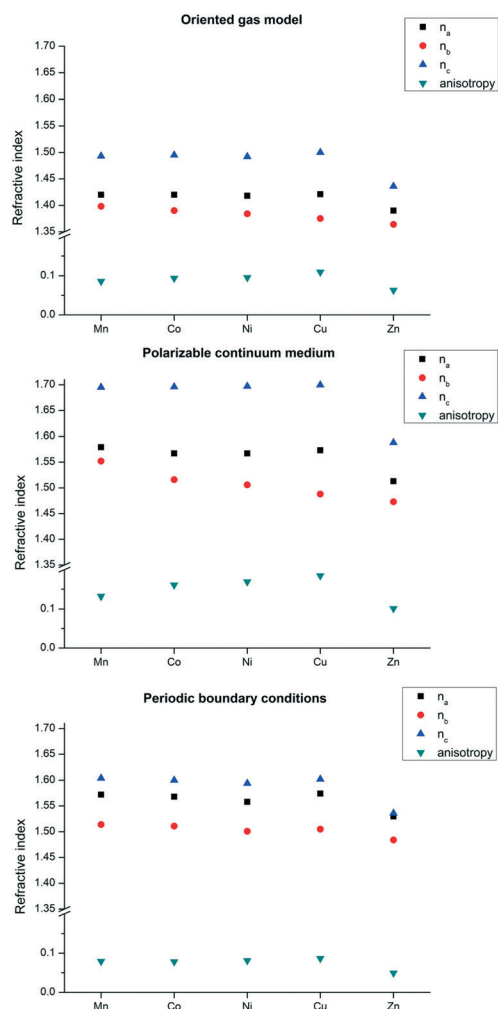 Oriented gas model
n_a
n_b
n_c
anisotropy
Refractive index
1.70
1.65
1.60
1.55
1.50
1.45
1.40
1.35
0.1
0.0
Mn Co Ni Cu Zn
Polarizable continuum medium
n_a
n_b
n_c
anisotropy
Refractive index
1.70
1.65
1.60
1.55
1.50
1.45
1.40
1.35
0.1
0.0
Mn Co Ni Cu Zn
Periodic boundary conditions
n_a
n_b
n_c
anisotropy
Refractive index
1.70
1.65
1.60
1.55
1.50
1.45
1.40
1.35
0.1
0.0
Mn Co Ni Cu Zn